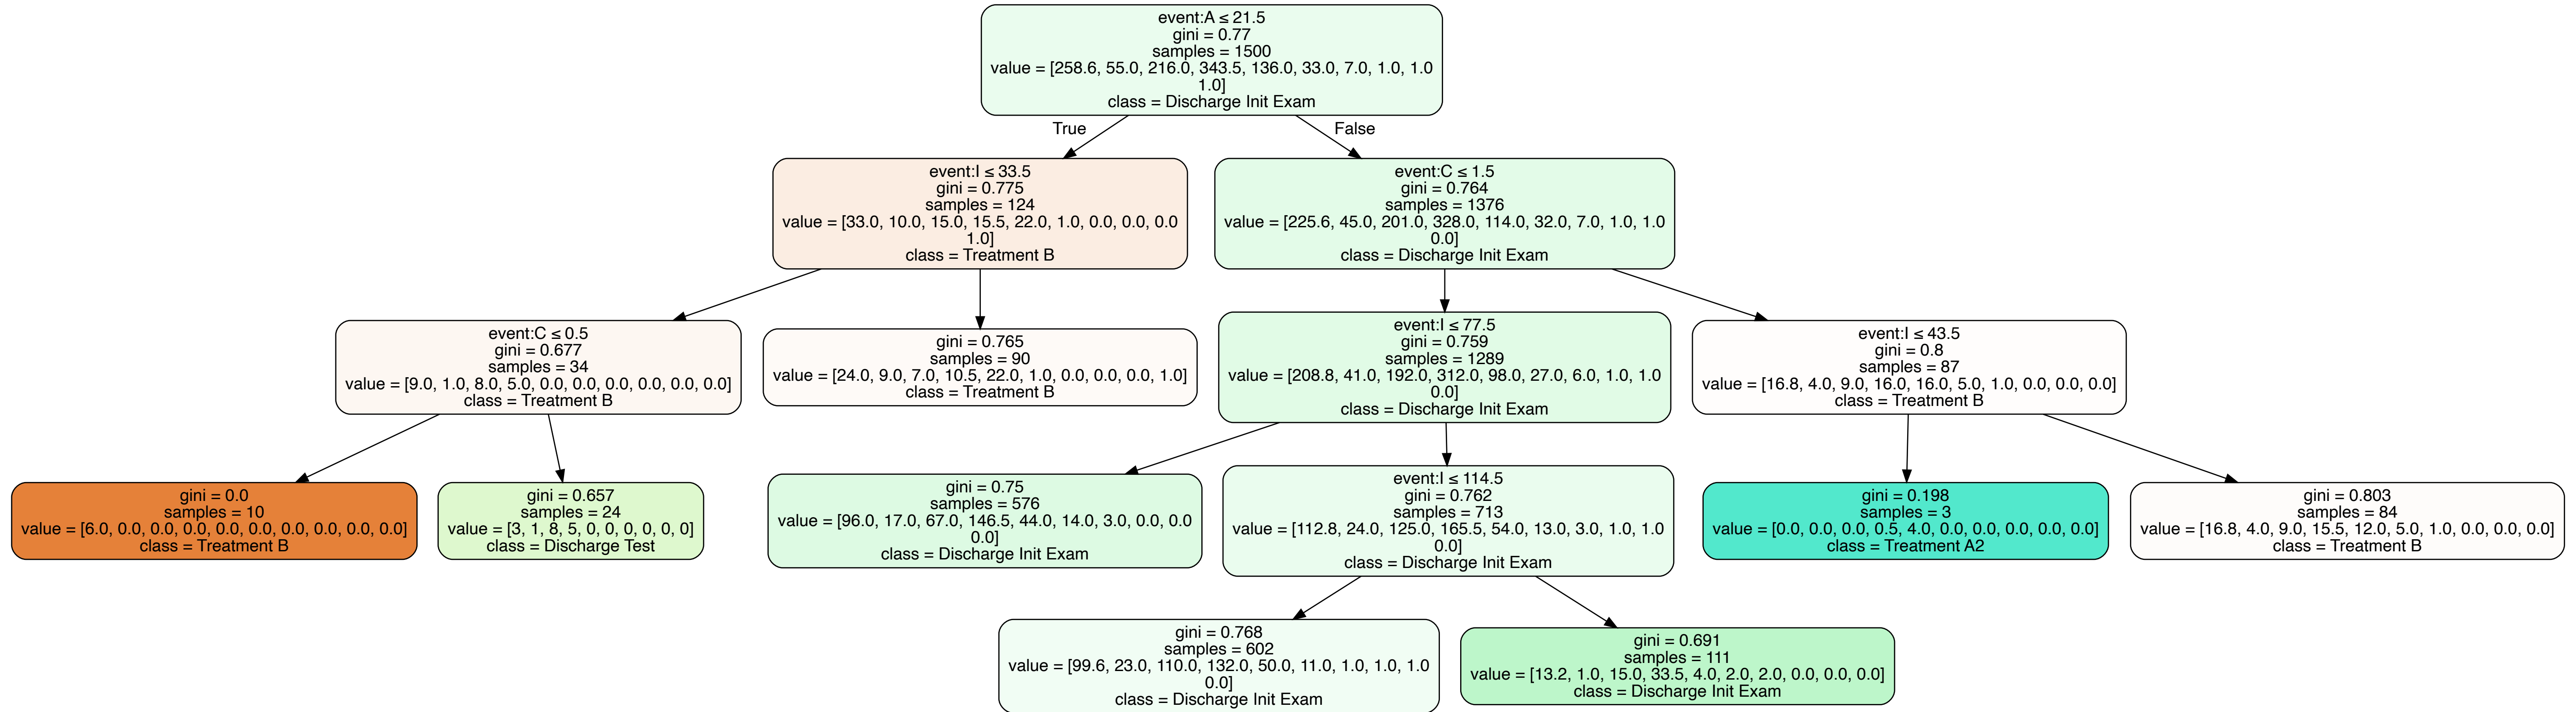 event:A ≤ 21.5
gini = 0.77
samples = 1500
value = [258.6, 55.0, 216.0, 343.5, 136.0, 33.0, 7.0, 1.0, 1.0
1.0]
class = Discharge Init Exam
True
False
event:I ≤ 33.5
gini = 0.775
samples = 124
value = [33.0, 10.0, 15.0, 15.5, 22.0, 1.0, 0.0, 0.0, 0.0
1.0]
class = Treatment B
event:C ≤ 1.5
gini = 0.764
samples = 1376
value = [225.6, 45.0, 201.0, 328.0, 114.0, 32.0, 7.0, 1.0, 1.0
0.0]
class = Discharge Init Exam
event:C ≤ 0.5
gini = 0.677
samples = 34
value = [9.0, 1.0, 8.0, 5.0, 0.0, 0.0, 0.0, 0.0, 0.0, 0.0]
class = Treatment B
gini = 0.765
samples = 90
value = [24.0, 9.0, 7.0, 10.5, 22.0, 1.0, 0.0, 0.0, 0.0, 1.0]
class = Treatment B
event:I ≤ 77.5
gini = 0.759
samples = 1289
value = [208.8, 41.0, 192.0, 312.0, 98.0, 27.0, 6.0, 1.0, 1.0
0.0]
class = Discharge Init Exam
event:I ≤ 43.5
gini = 0.8
samples = 87
value = [16.8, 4.0, 9.0, 16.0, 16.0, 5.0, 1.0, 0.0, 0.0, 0.0]
class = Treatment B
gini = 0.0
samples = 10
value = [6.0, 0.0, 0.0, 0.0, 0.0, 0.0, 0.0, 0.0, 0.0, 0.0]
class = Treatment B
gini = 0.657
samples = 24
value = [3, 1, 8, 5, 0, 0, 0, 0, 0, 0]
class = Discharge Test
gini = 0.75
samples = 576
value = [96.0, 17.0, 67.0, 146.5, 44.0, 14.0, 3.0, 0.0, 0.0
0.0]
class = Discharge Init Exam
event:I ≤ 114.5
gini = 0.762
samples = 713
value = [112.8, 24.0, 125.0, 165.5, 54.0, 13.0, 3.0, 1.0, 1.0
0.0]
class = Discharge Init Exam
gini = 0.198
samples = 3
value = [0.0, 0.0, 0.0, 0.5, 4.0, 0.0, 0.0, 0.0, 0.0, 0.0]
class = Treatment A2
gini = 0.803
samples = 84
value = [16.8, 4.0, 9.0, 15.5, 12.0, 5.0, 1.0, 0.0, 0.0, 0.0]
class = Treatment B
gini = 0.768
samples = 602
value = [99.6, 23.0, 110.0, 132.0, 50.0, 11.0, 1.0, 1.0, 1.0
0.0]
class = Discharge Init Exam
gini = 0.691
samples = 111
value = [13.2, 1.0, 15.0, 33.5, 4.0, 2.0, 2.0, 0.0, 0.0, 0.0]
class = Discharge Init Exam